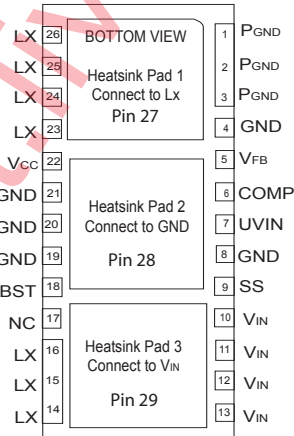 BOTTOM VIEW
LX 26
LX 25
LX 24
LX 23
VCC 22
GND 21
GND 20
GND 19
BST 18
NC 17
LX 16
LX 15
LX 14
Heatsink Pad 1
Connect to Lx
Pin 27
Heatsink Pad 2
Connect to GND
Pin 28
Heatsink Pad 3
Connect to VIN
Pin 29
1 PGND
2 PGND
3 PGND
4 GND
5 VFB
6 COMP
7 UVIN
8 GND
9 SS
10 VIN
11 VIN
12 VIN
13 VIN